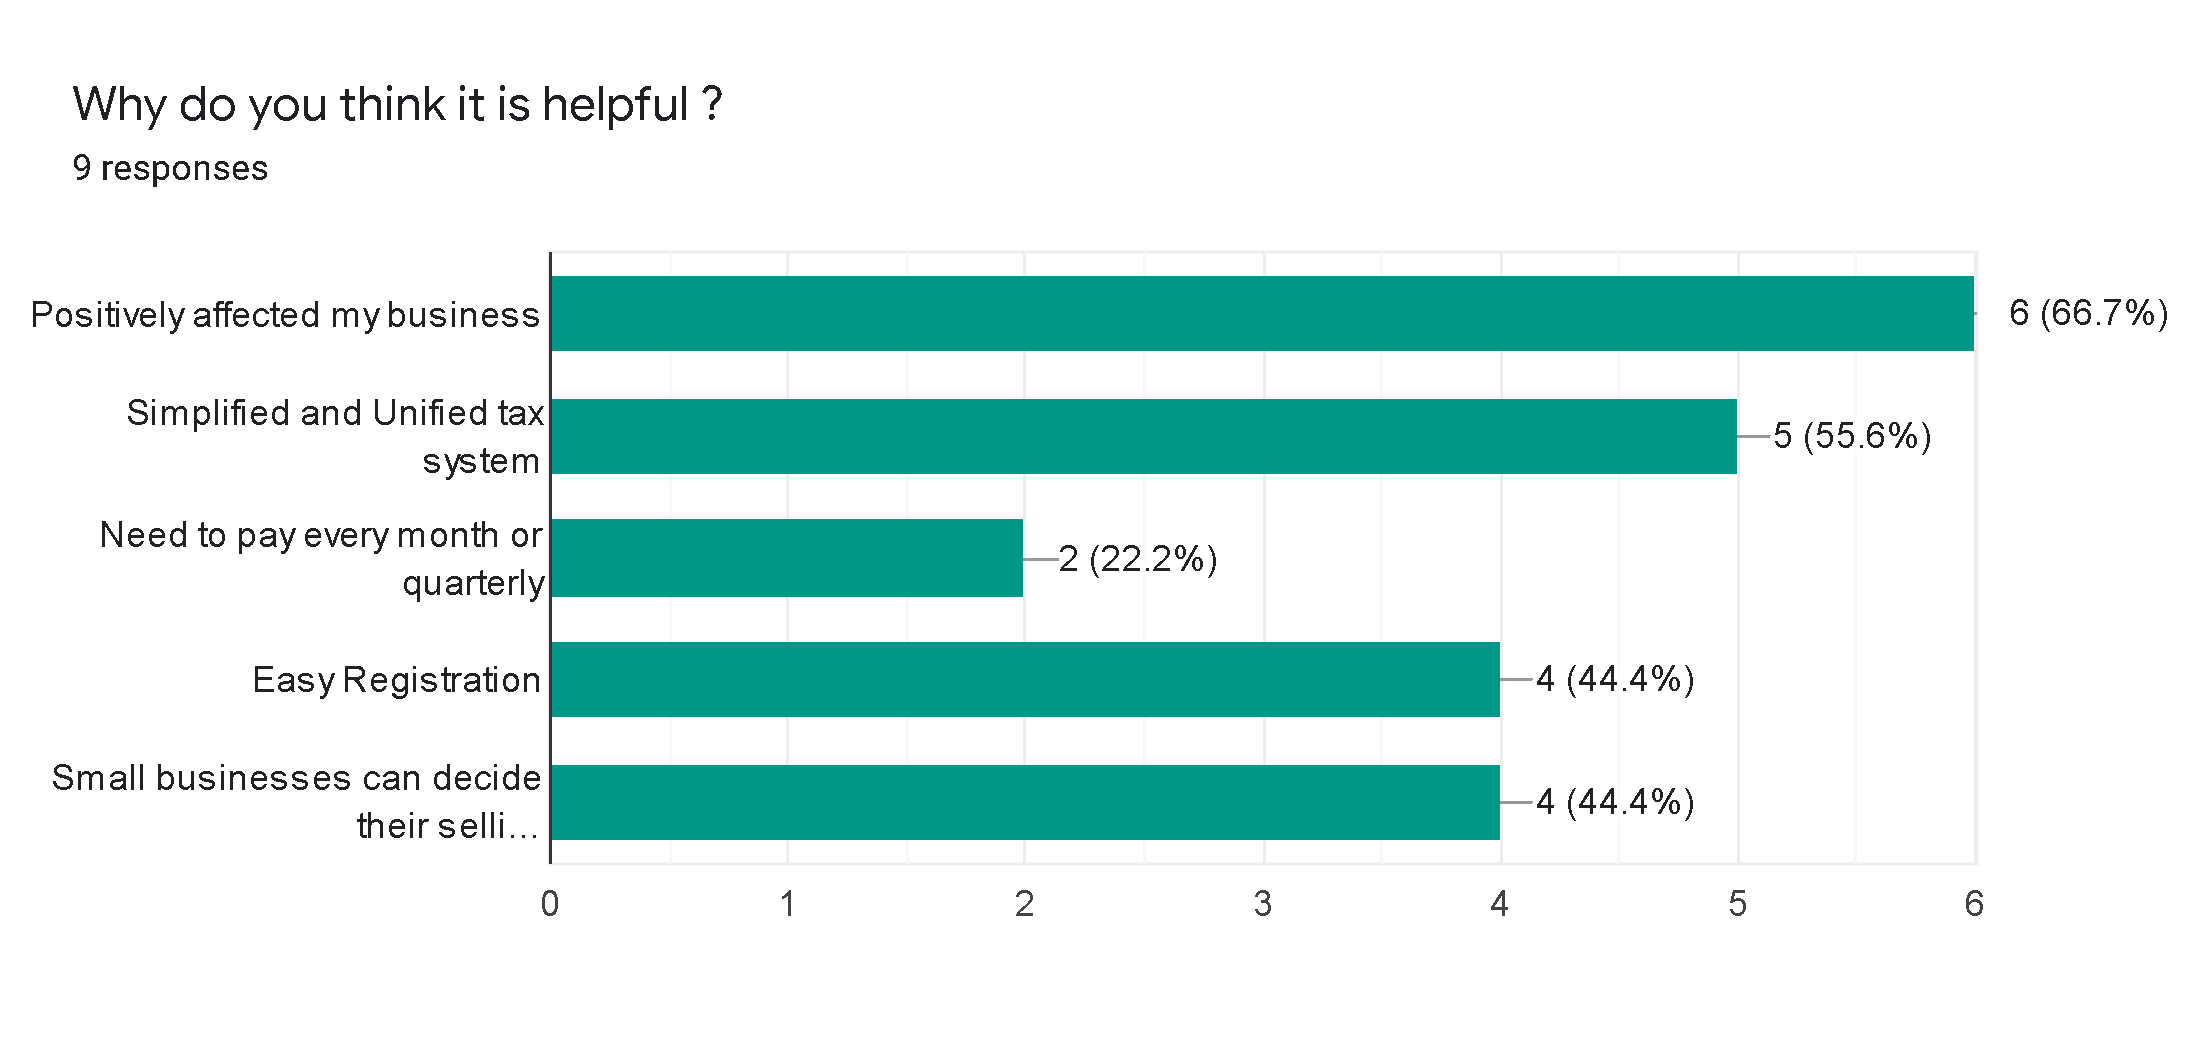 Why do you think it is helpful ?
9 responses
Positively affected my business
6 (66.7%)
Simplified and Unified tax
system
5 (55.6%)
Need to pay every month or
quarterly
2 (22.2%)
Easy Registration
4 (44.4%)
Small businesses can decide
their selli...
4 (44.4%)
0 1 2 3 4 5 6